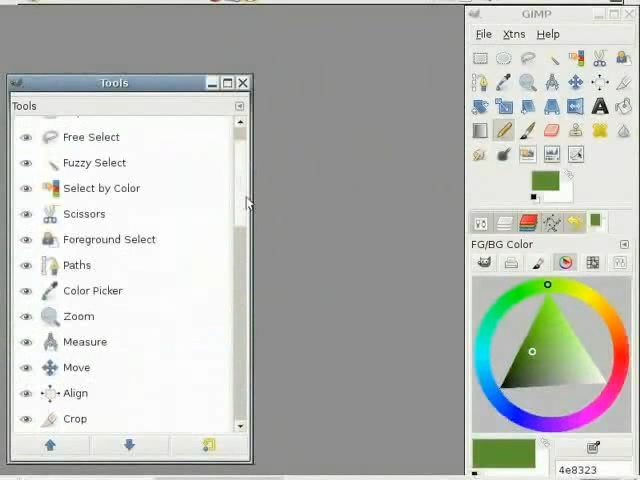 GIMP
File Xtns Help
Tools
Tools
Free Select
Fuzzy Select
Select by Color
Scissors
Foreground Select
Paths
Color Picker
Zoom
Measure
Move
Align
Crop
FG/BG Color
4e8323